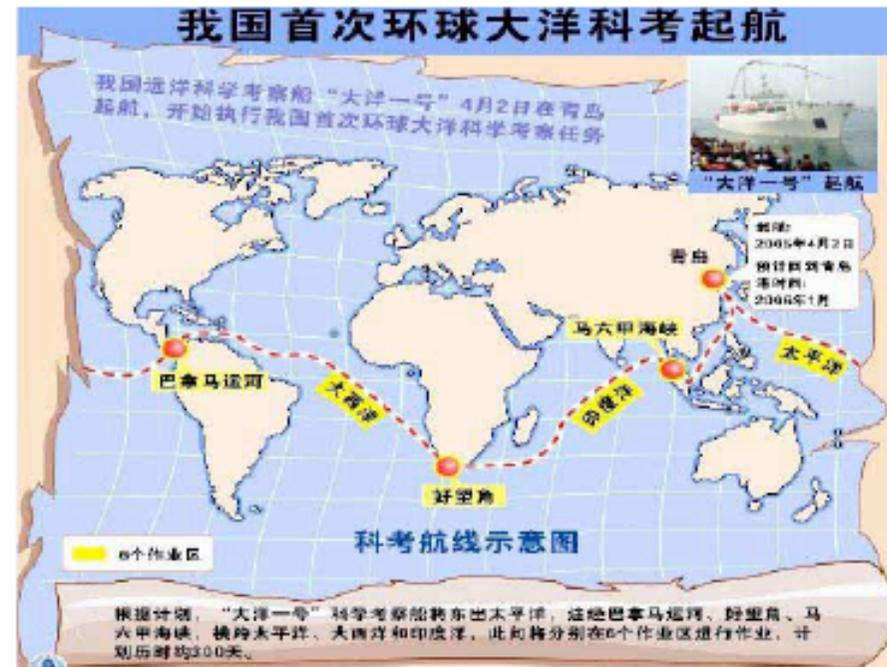 我国首次环球大洋科考起航
我国远洋科学考察船“大洋一号”4月2日在青岛
起航，开始执行我国首次环球大洋科学考察任务
“大洋一号”起航
起航:
2005年4月2日
预计回到青岛
港时间:
2006年1月
青岛
马六甲海峡
太平洋
巴拿马运河
大西洋
印度洋
好望角
科考航线示意图
6个作业区
根据计划，“大洋一号”科学考察船将东出太平洋，途经巴拿马运河、好望角、马
六甲海峡，横跨太平洋、大西洋和印度洋，此间将分别在6个作业区进行作业，计
划历时约300天。